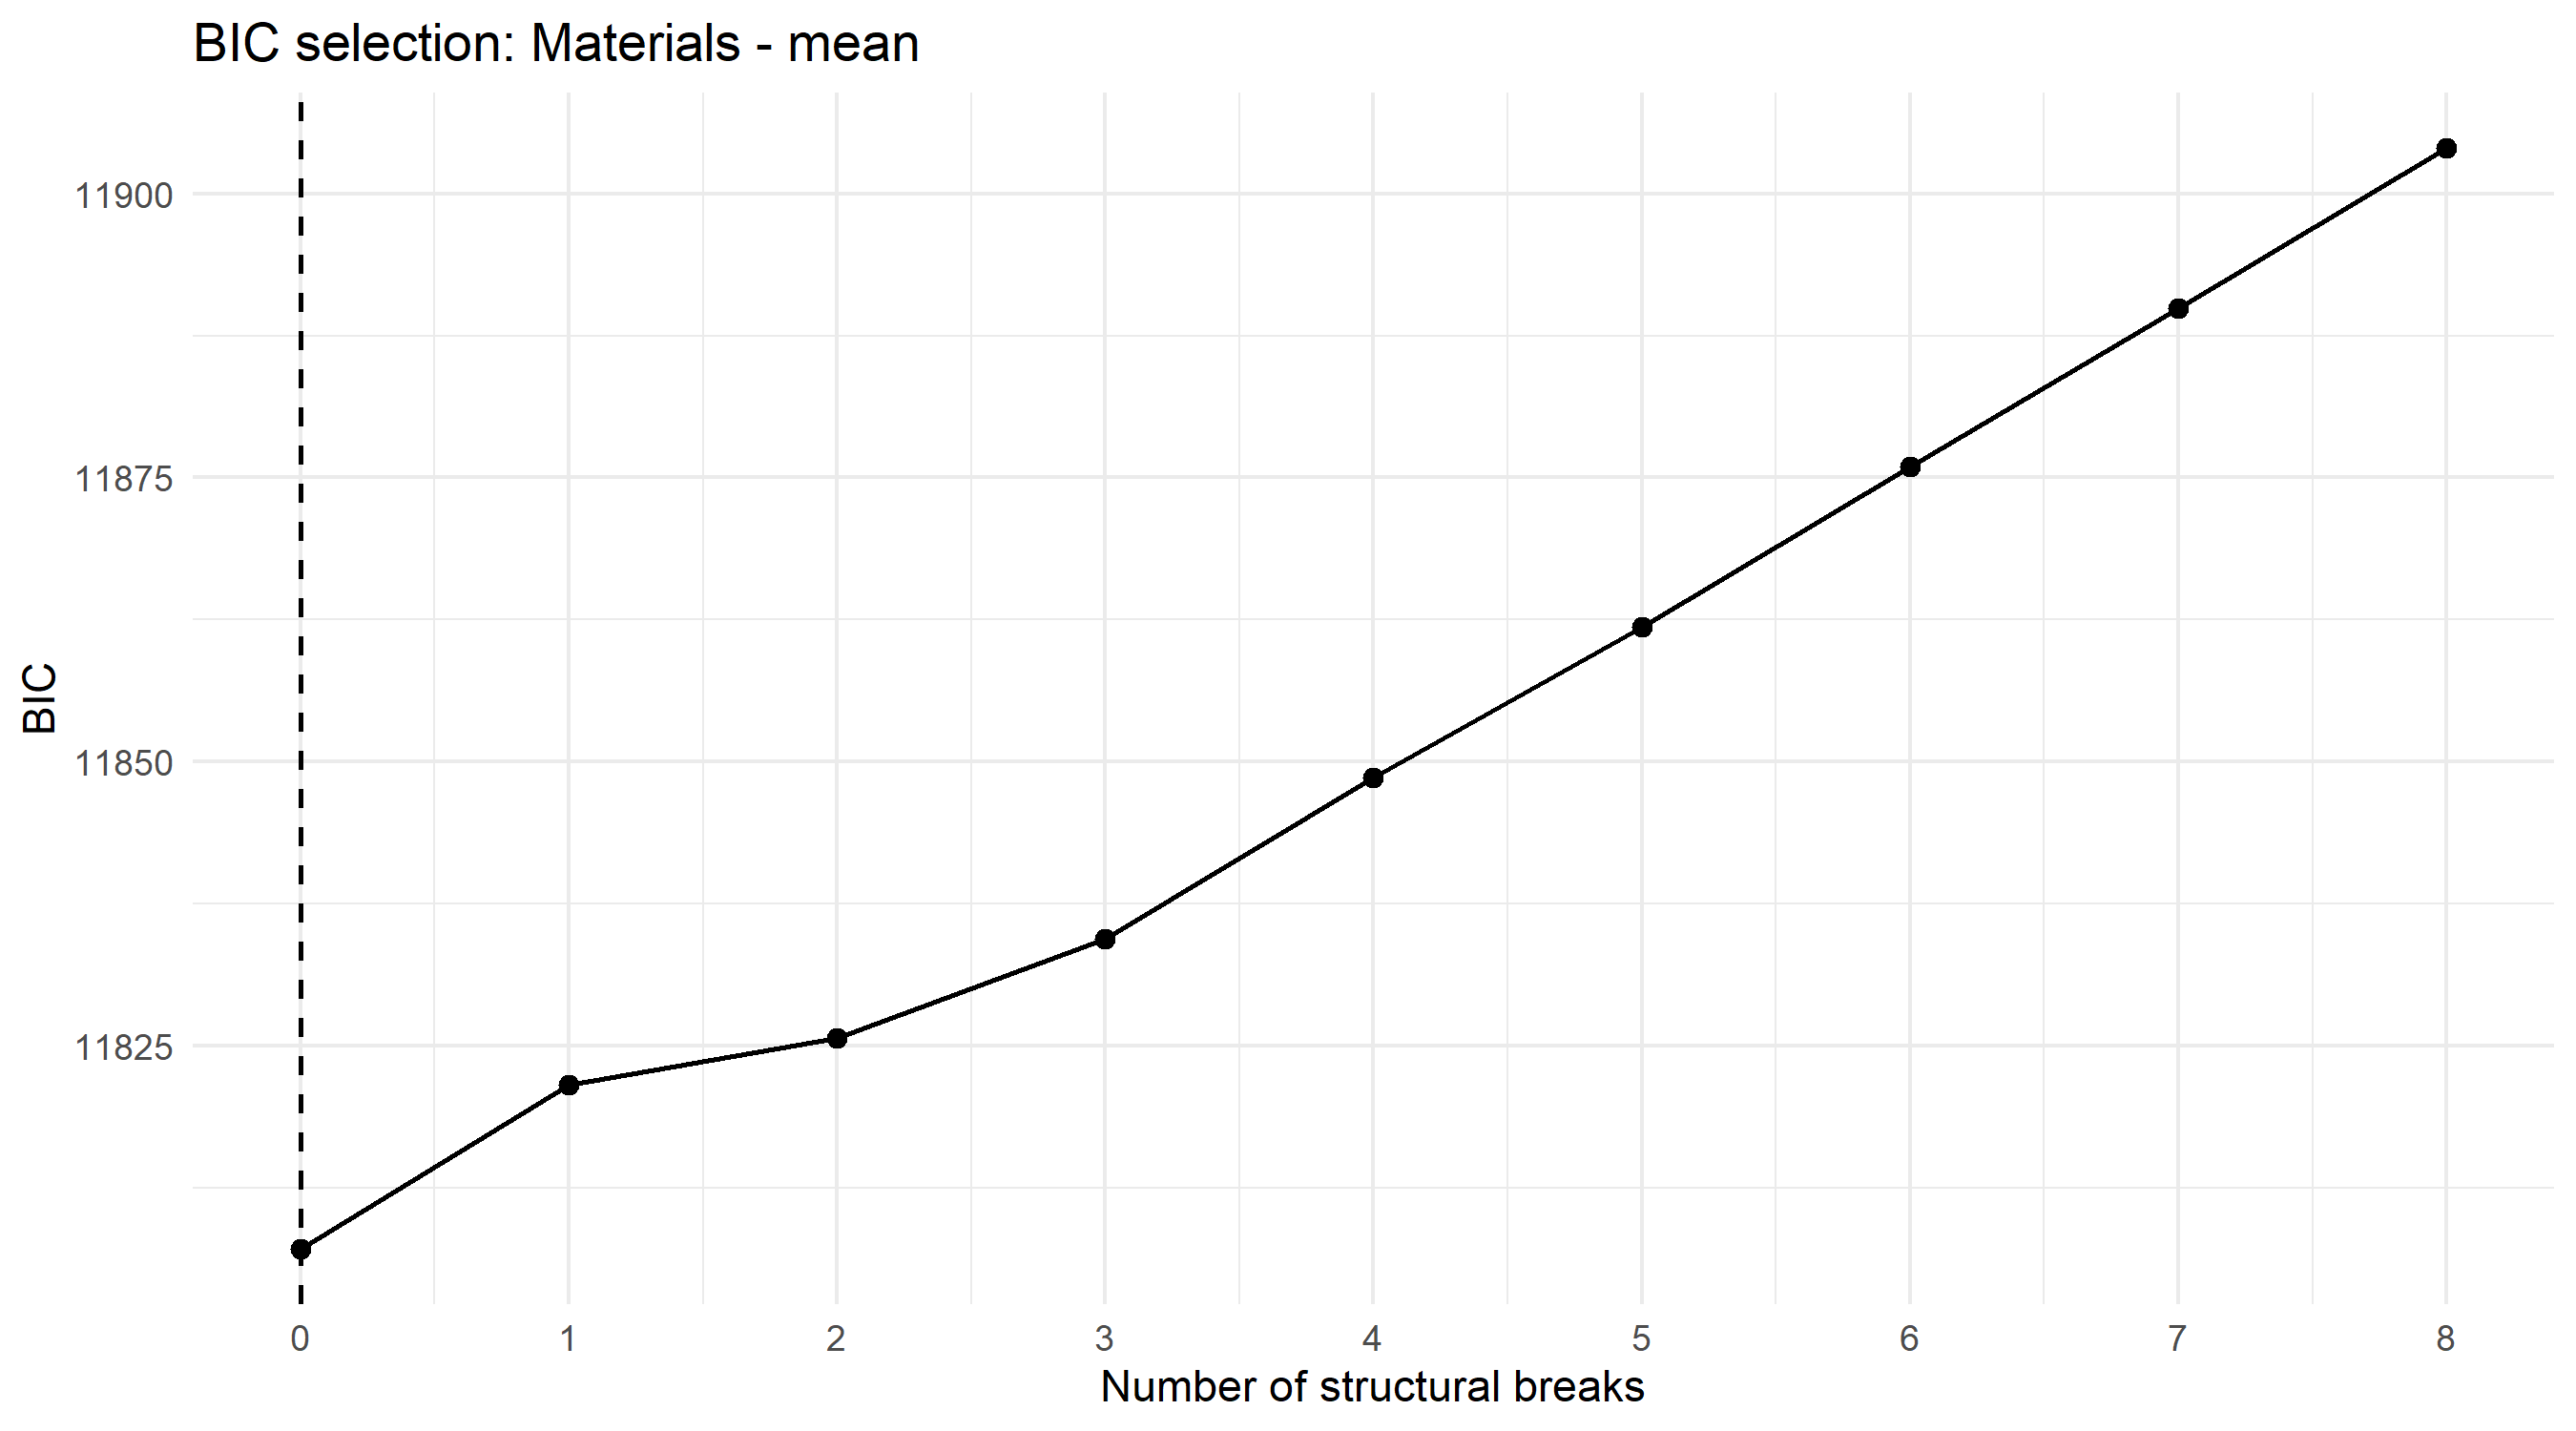 BIC selection: Materials - mean
11900
11875
11850
11825
BIC
0 1 2 3 4 5 6 7 8
Number of structural breaks